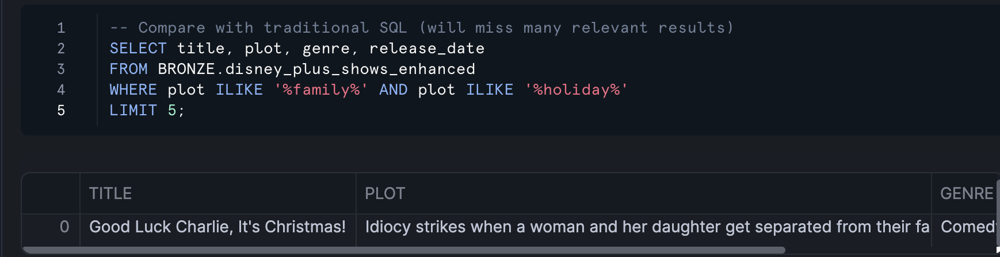 1 -- Compare with traditional SQL (will miss many relevant results)
2 SELECT title, plot, genre, release_date
3 FROM BRONZE.disney_plus_shows_enhanced
4 WHERE plot ILIKE '%family%' AND plot ILIKE '%holiday%'
5 LIMIT 5;
TITLE PLOT GENRE
0 Good Luck Charlie, It's Christmas! Idiocy strikes when a woman and her daughter get separated from their fa Comed